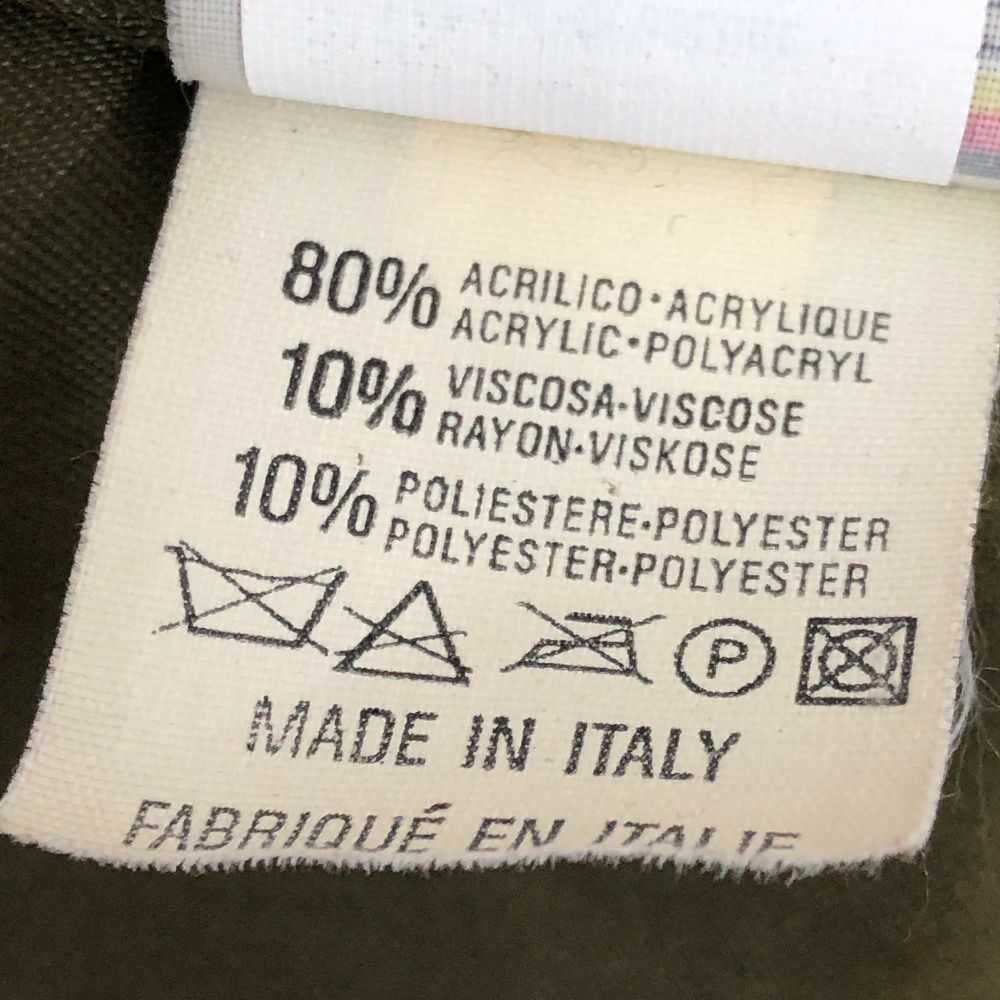 80% ACRILICO·ACRYLIQUE
ACRYLIC·POLYACRYL
10% VISCOSA·VISCOSE
RAYON·VISKOSE
10% POLIESTERE·POLYESTER
POLYESTER·POLYESTER
P
MADE IN ITALY
FABRIQUÉ EN ITALIE